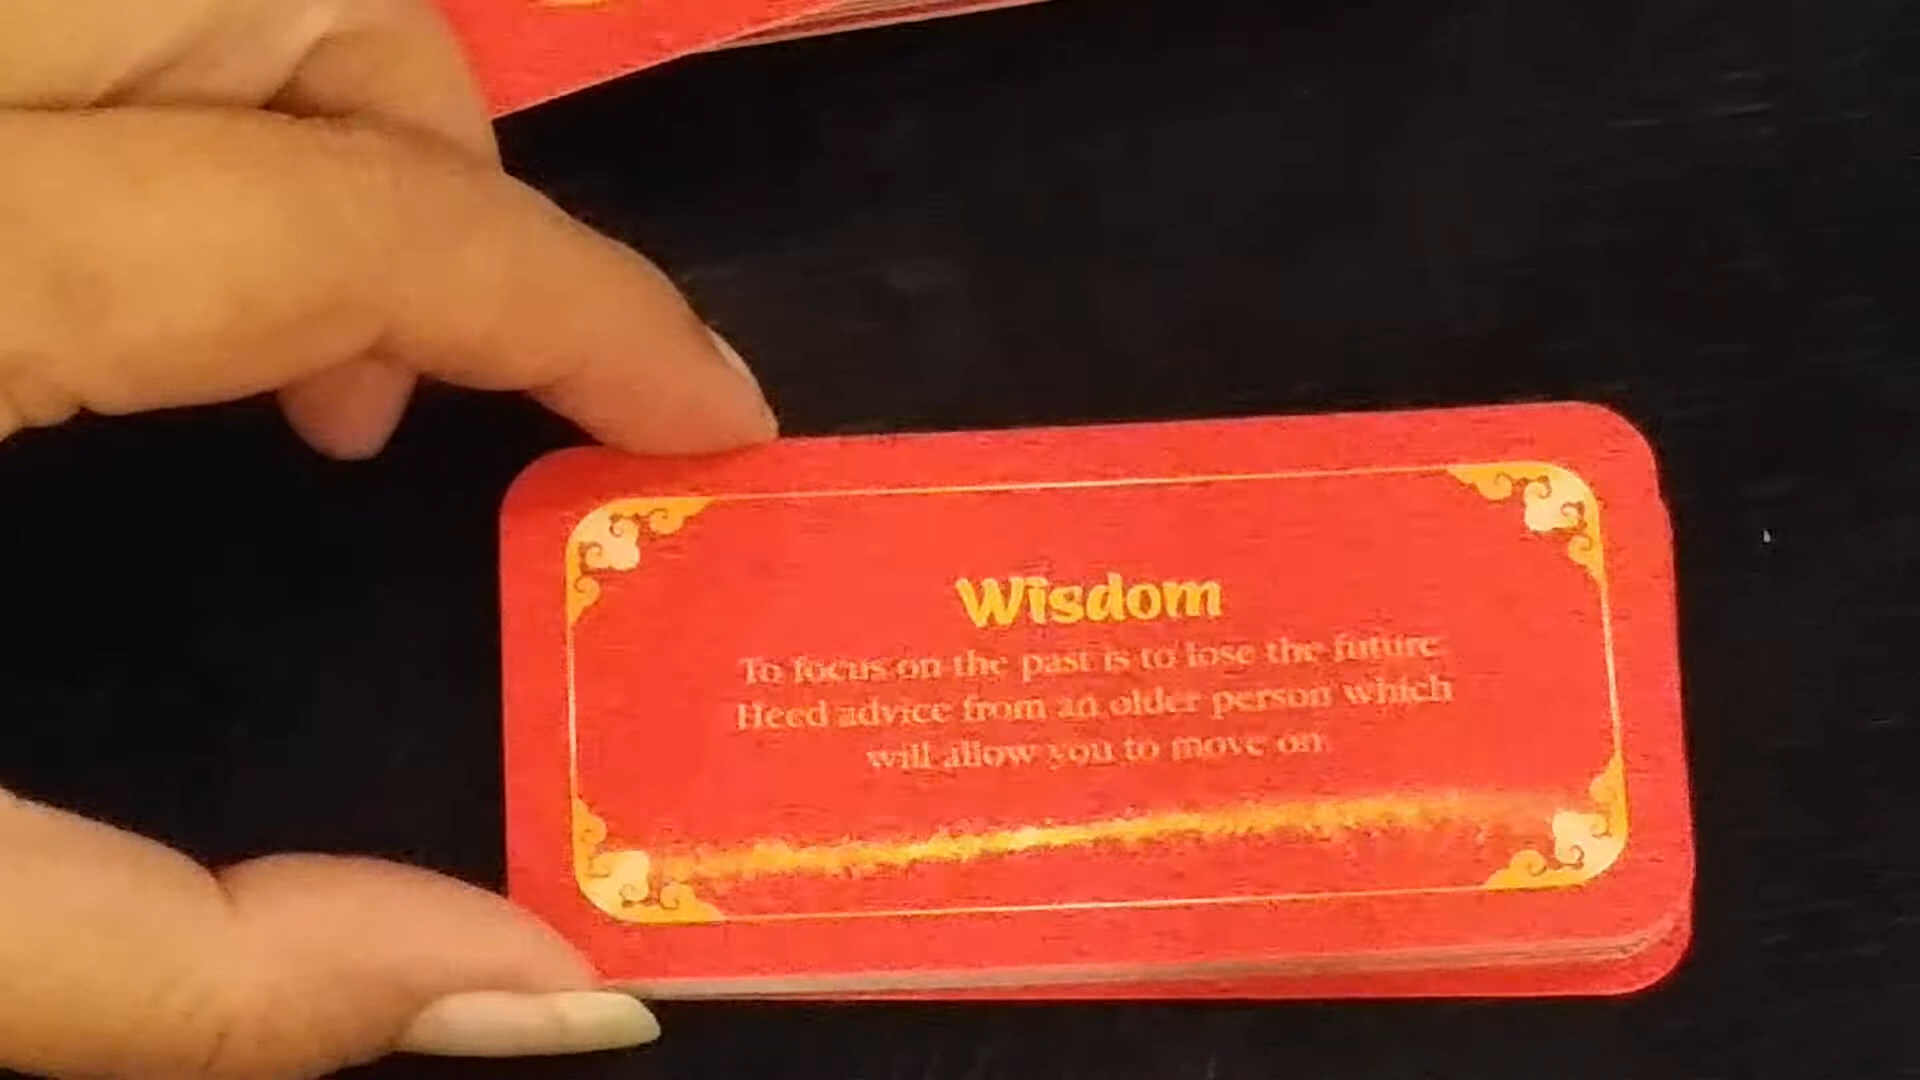 Wisdom
To focus on the past is to lose the future.
Heed advice from an older person which
will allow you to move on.